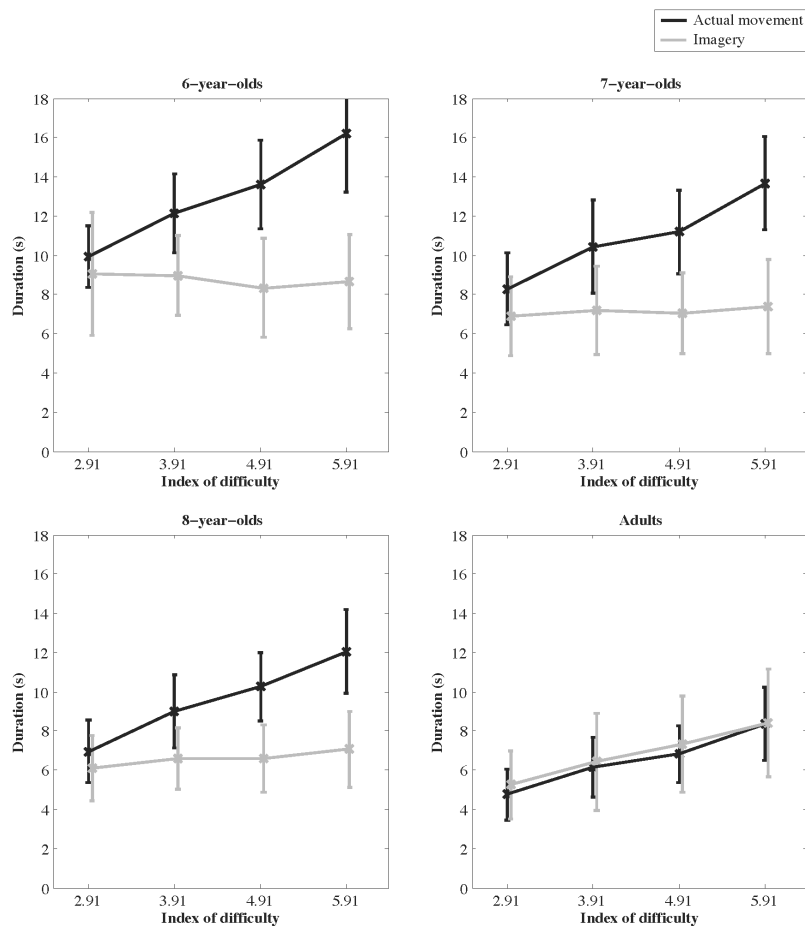 Actual movement
Imagery
6−year−olds
18
16
14
12
10
8
6
4
2
0
Duration (s)
2.91 3.91 4.91 5.91
Index of difficulty
7−year−olds
18
16
14
12
10
8
6
4
2
0
Duration (s)
2.91 3.91 4.91 5.91
Index of difficulty
8−year−olds
18
16
14
12
10
8
6
4
2
0
Duration (s)
2.91 3.91 4.91 5.91
Index of difficulty
Adults
18
16
14
12
10
8
6
4
2
0
Duration (s)
2.91 3.91 4.91 5.91
Index of difficulty